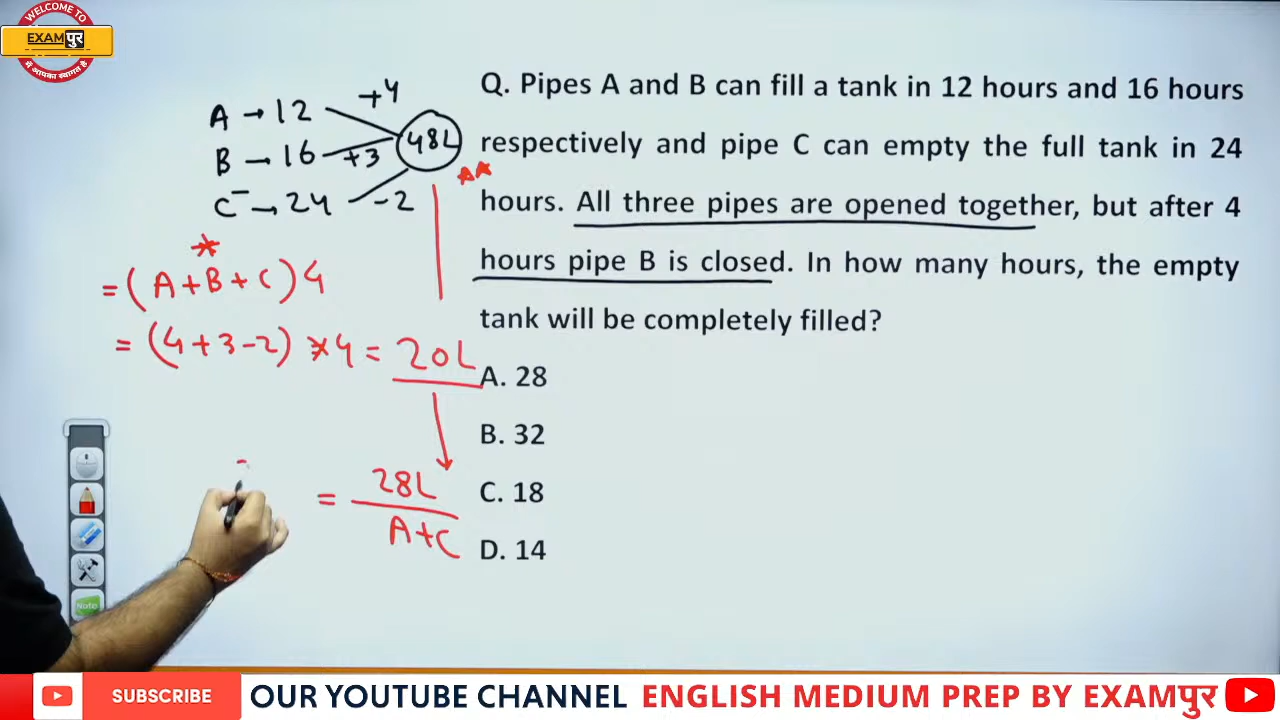 WELCOME TO
EXAMपुर
में आपका स्वागत है
A → 12 +4
B → 16 +3 48L
C⁻ → 24 -2
= (A+B+C)4
= (4+3-2) * 4 = 20L
= 28L
A+C
Q. Pipes A and B can fill a tank in 12 hours and 16 hours
respectively and pipe C can empty the full tank in 24
hours. All three pipes are opened together, but after 4
hours pipe B is closed. In how many hours, the empty
tank will be completely filled?
A. 28
B. 32
C. 18
D. 14
Note
SUBSCRIBE
OUR YOUTUBE CHANNEL ENGLISH MEDIUM PREP BY EXAMपुर